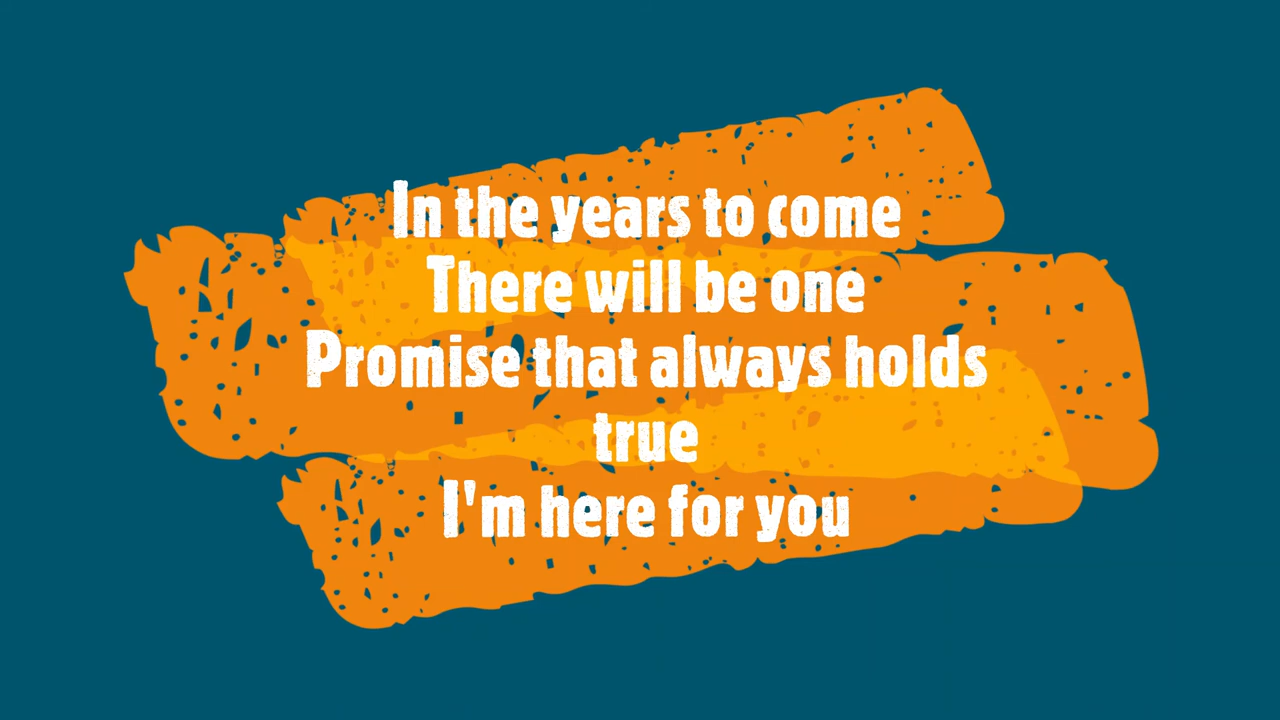 In the years to come
There will be one
Promise that always holds
true
I'm here for you